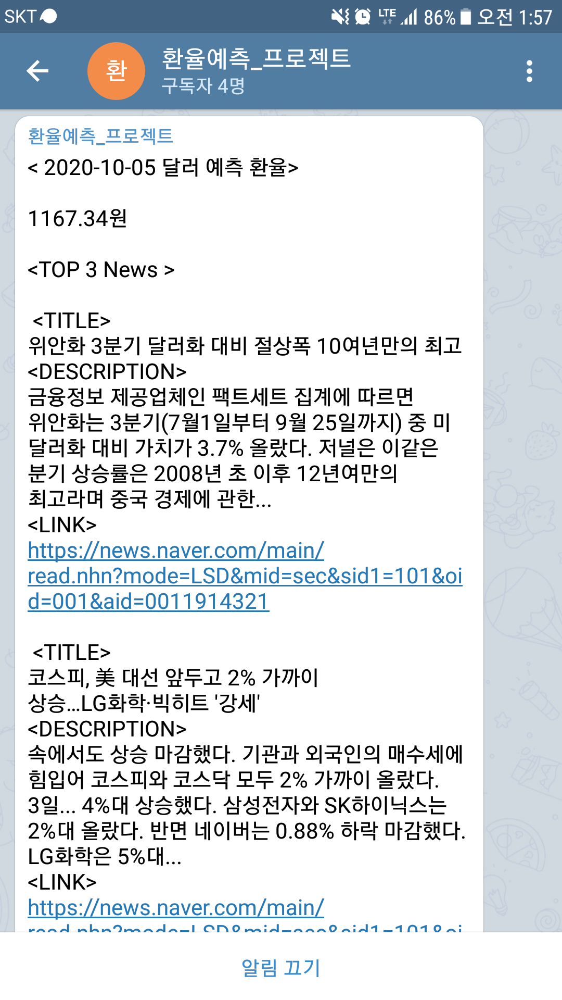 SKT
LTE 86% 오전 1:57
환
환율예측_프로젝트
구독자 4명
환율예측_프로젝트
< 2020-10-05 달러 예측 환율>
1167.34원
<TOP 3 News >
<TITLE>
위안화 3분기 달러화 대비 절상폭 10여년만의 최고
<DESCRIPTION>
금융정보 제공업체인 팩트세트 집계에 따르면
위안화는 3분기(7월1일부터 9월 25일까지) 중 미
달러화 대비 가치가 3.7% 올랐다. 저널은 이같은
분기 상승률은 2008년 초 이후 12년여만의
최고라며 중국 경제에 관한...
<LINK>
https://news.naver.com/main/
read.nhn?mode=LSD&mid=sec&sid1=101&oi
d=001&aid=0011914321
<TITLE>
코스피, 美 대선 앞두고 2% 가까이
상승…LG화학·빅히트 '강세'
<DESCRIPTION>
속에서도 상승 마감했다. 기관과 외국인의 매수세에
힘입어 코스피와 코스닥 모두 2% 가까이 올랐다.
3일... 4%대 상승했다. 삼성전자와 SK하이닉스는
2%대 올랐다. 반면 네이버는 0.88% 하락 마감했다.
LG화학은 5%대...
<LINK>
https://news.naver.com/main/
read.nhn?mode=LSD&mid=sec&sid1=101&oi
알림 끄기